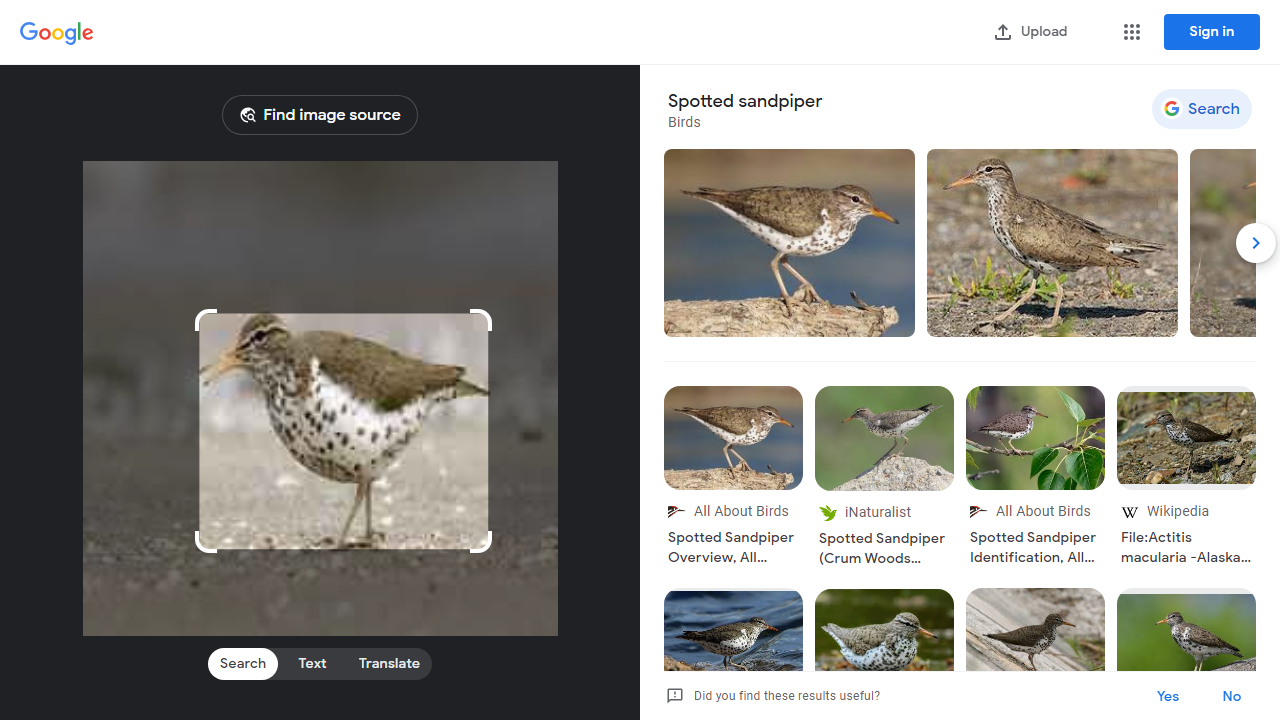 Google
Upload
Sign in
Find image source
Spotted sandpiper
Birds
Search
All About Birds
Spotted Sandpiper
Overview, All...
iNaturalist
Spotted Sandpiper
(Crum Woods...
All About Birds
Spotted Sandpiper
Identification, All...
W Wikipedia
File:Actitis
macularia -Alaska...
Search
Text
Translate
Did you find these results useful?
Yes
No